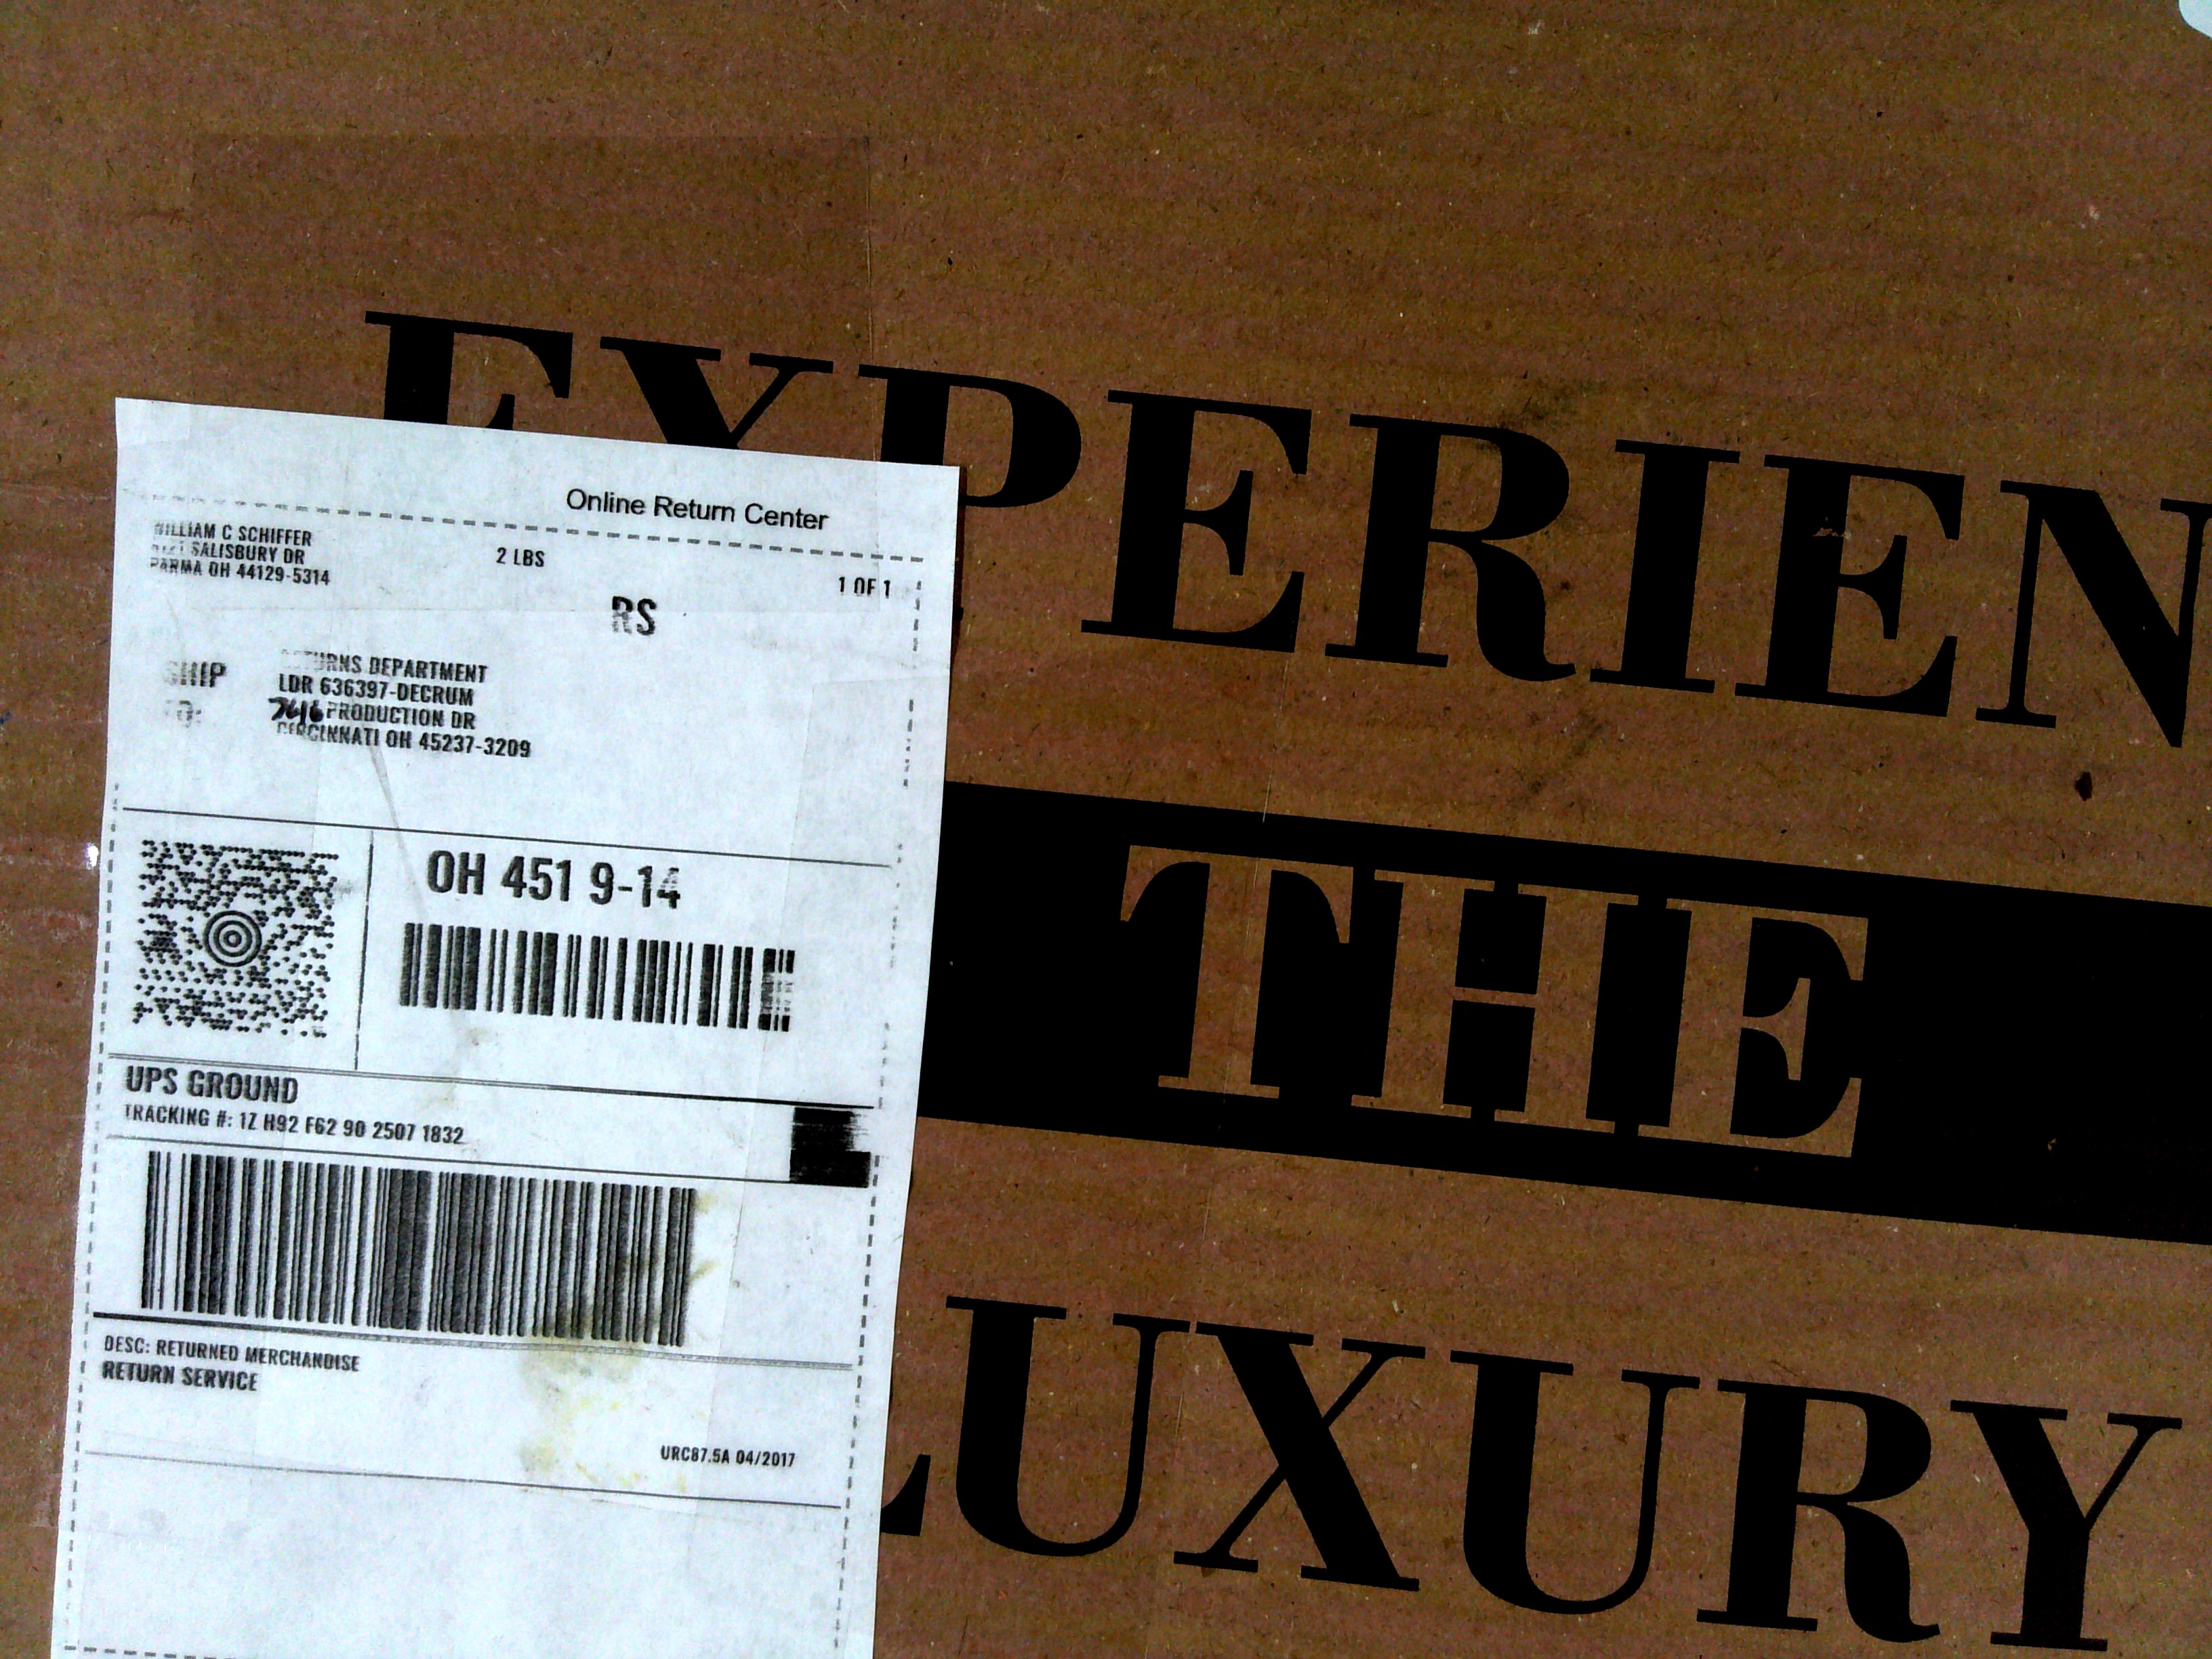 EXPERIEN
THE
LUXURY
Online Return Center
WILLIAM C SCHIFFER
SALISBURY DR
PARMA OH 44129-5314
2 LBS
1 OF 1
RS
SHIP
TO:
RETURNS DEPARTMENT
LDR 636397-DECRUM
7616 PRODUCTION DR
CINCINNATI OH 45237-3209
OH 451 9-14
UPS GROUND
TRACKING #: 1Z H92 F62 90 2507 1832
DESC: RETURNED MERCHANDISE
RETURN SERVICE
URC87.5A 04/2017